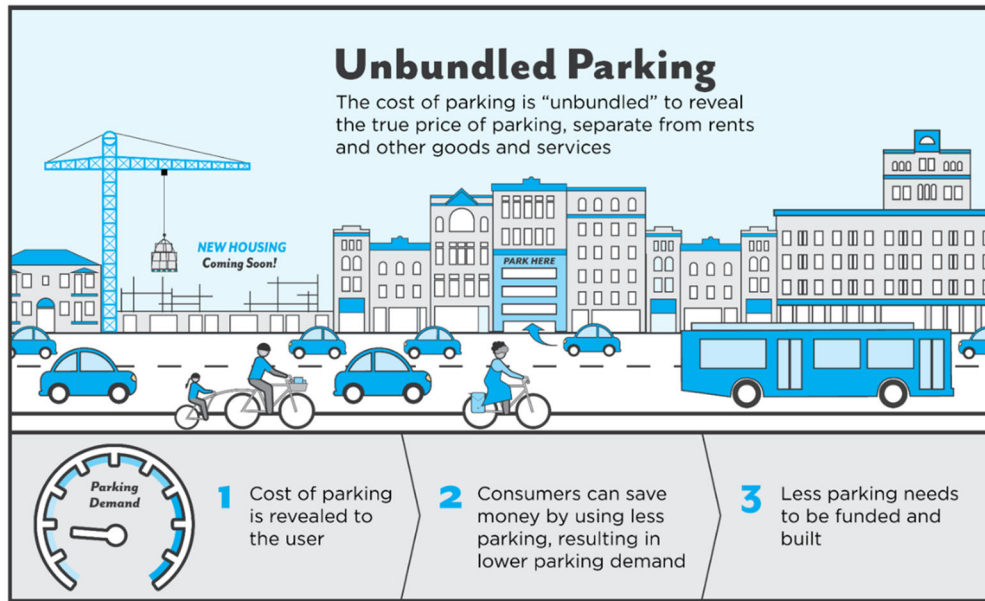 Unbundled Parking
The cost of parking is “unbundled” to reveal
the true price of parking, separate from rents
and other goods and services
NEW HOUSING
Coming Soon!
PARK HERE
Parking
Demand
1
Cost of parking
is revealed to
the user
2
Consumers can save
money by using less
parking, resulting in
lower parking demand
3
Less parking needs
to be funded and
built